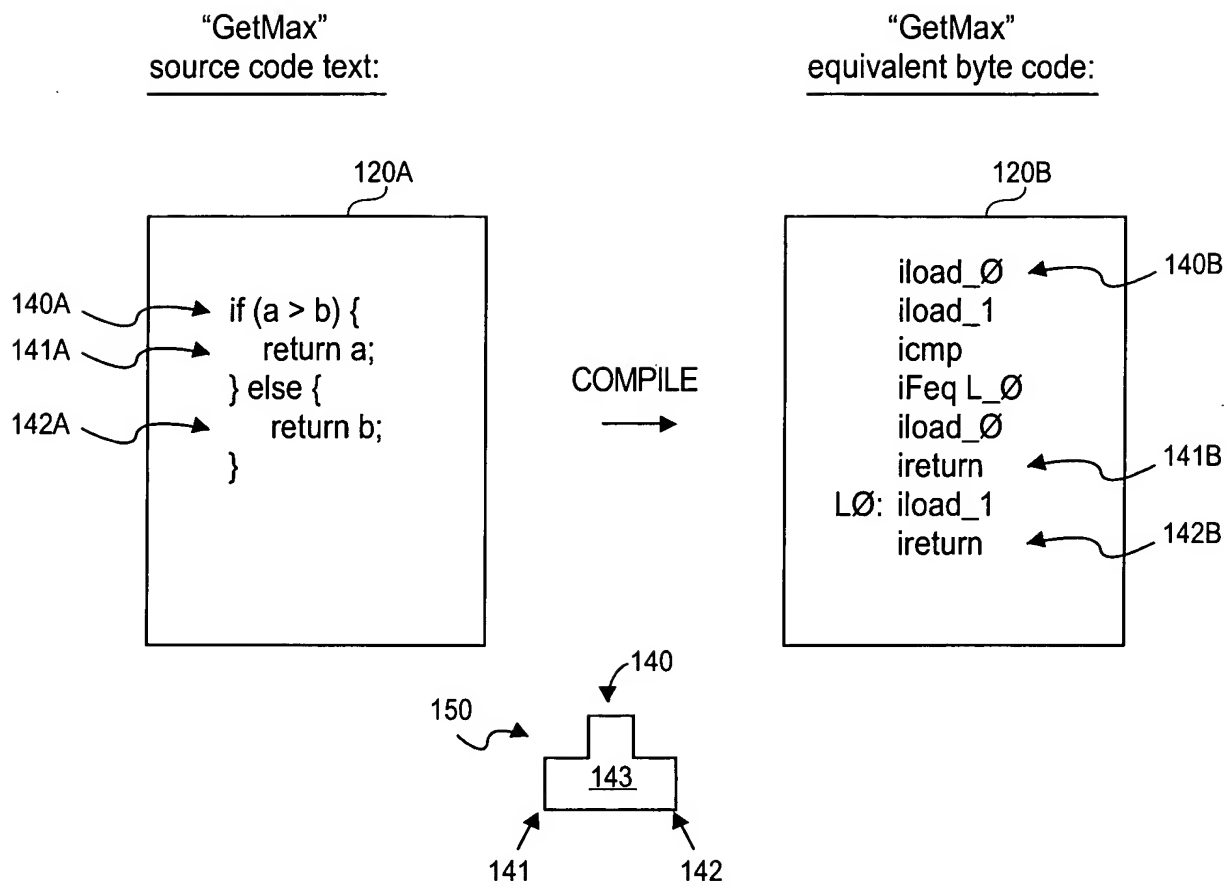 “GetMax”
source code text:
“GetMax”
equivalent byte code:
120A
120B
140A
if (a > b) {
141A
return a;
} else {
142A
return b;
}
COMPILE
iload_Ø
140B
iload_1
icmp
iFeq L_Ø
iload_Ø
ireturn
141B
LØ: iload_1
ireturn
142B
140
150
143
141
142